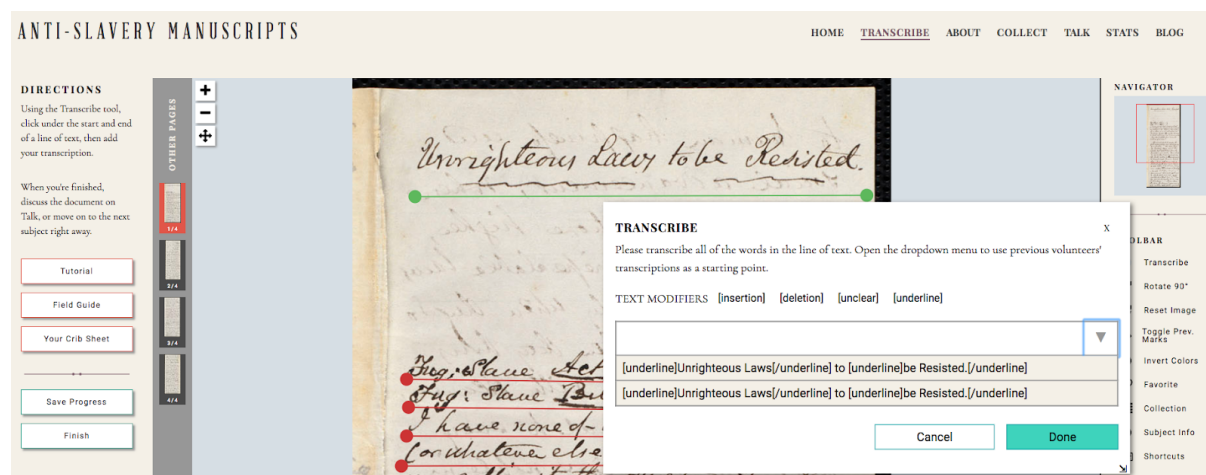 ANTI-SLAVERY MANUSCRIPTS
HOME TRANSCRIBE ABOUT COLLECT TALK STATS BLOG
DIRECTIONS
Using the Transcribe tool,
click under the start and end
of a line of text, then add
your transcription.
When you're finished,
discuss the document on
Talk, or move on to the next
subject right away.
Tutorial
Field Guide
Your Crib Sheet
Save Progress
Finish
OTHER PAGES
1/4
2/4
3/4
4/4
Unrighteous Laws to be Resisted.
Fug: Slave Act
Fug: Slave
I have none of
(or whatever else
TRANSCRIBE
x
Please transcribe all of the words in the line of text. Open the dropdown menu to use previous volunteers'
transcriptions as a starting point.
TEXT MODIFIERS [insertion] [deletion] [unclear] [underline]
[underline]Unrighteous Laws[/underline] to [underline]be Resisted.[/underline]
[underline]Unrighteous Laws[/underline] to [underline]be Resisted.[/underline]
Cancel Done
NAVIGATOR
OLBAR
Transcribe
Rotate 90°
Reset Image
Toggle Prev.
Marks
Invert Colors
Favorite
Collection
Subject Info
Shortcuts